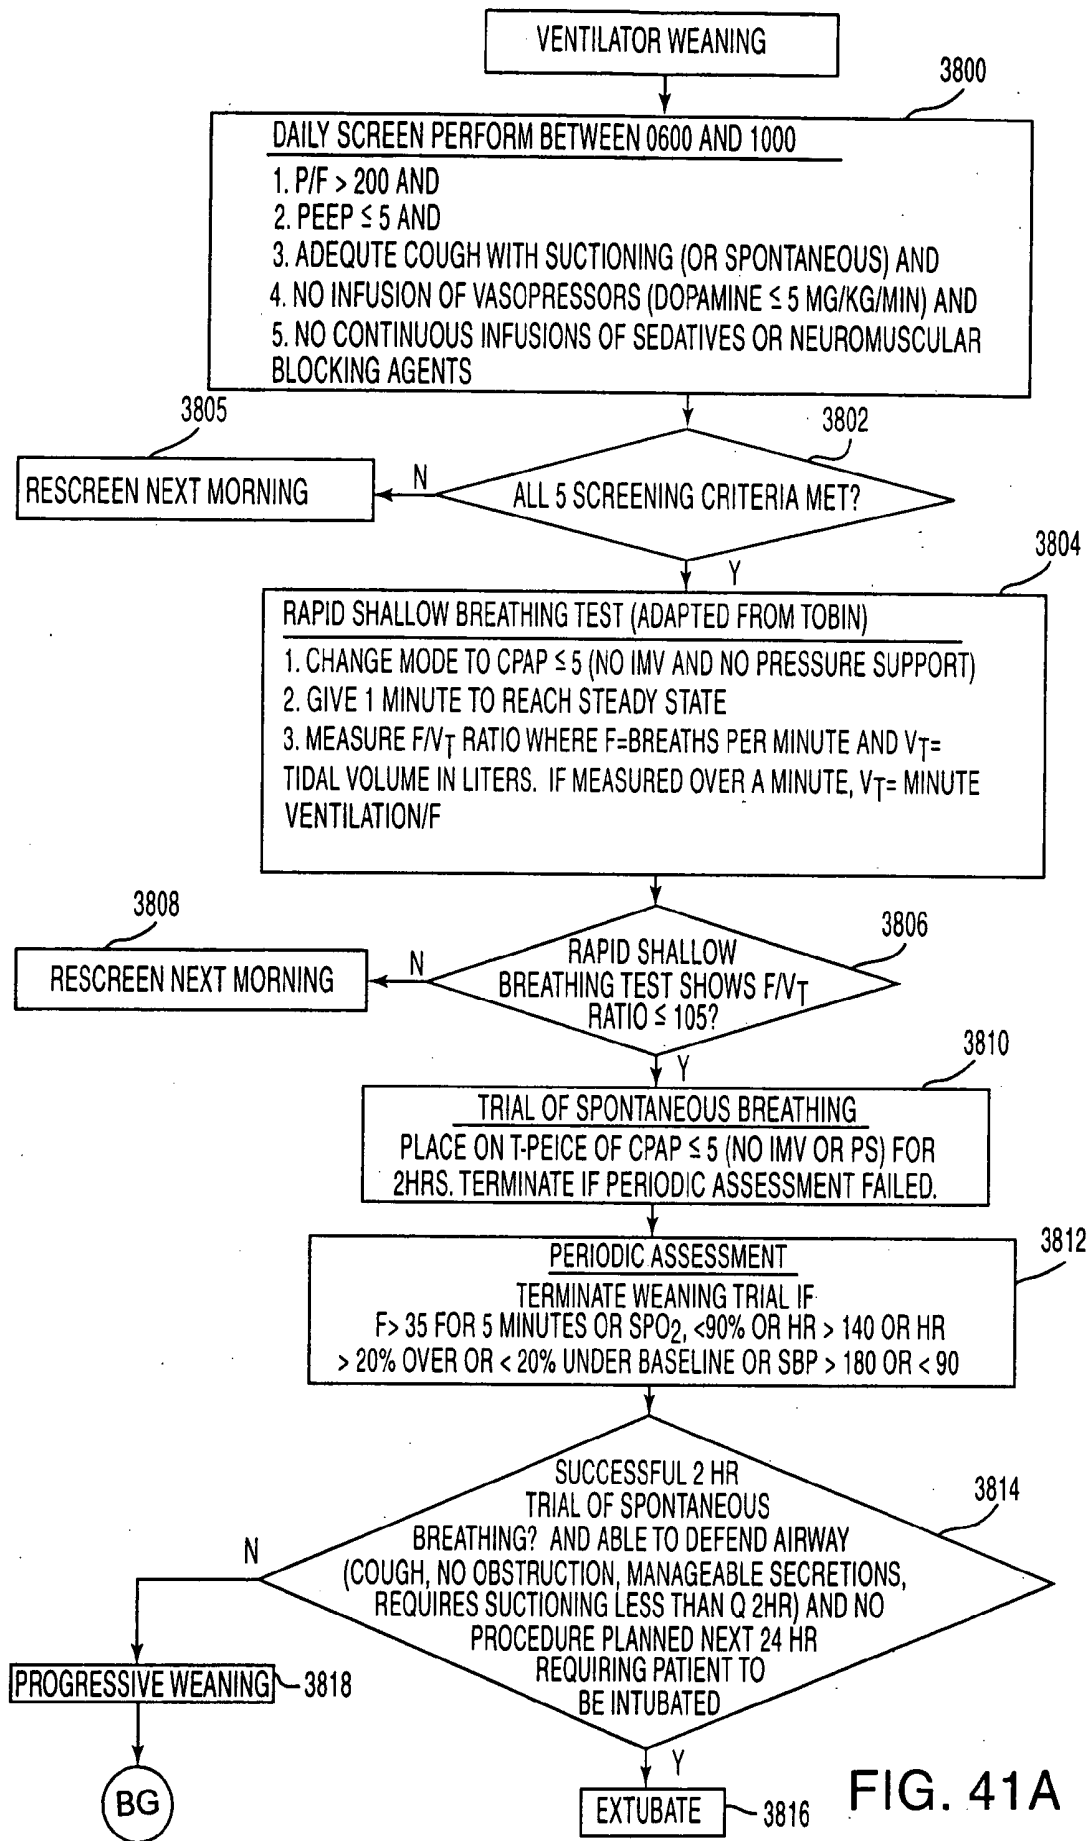 VENTILATOR WEANING
3800
DAILY SCREEN PERFORM BETWEEN 0600 AND 1000
1. P/F > 200 AND
2. PEEP ≤ 5 AND
3. ADEQUTE COUGH WITH SUCTIONING (OR SPONTANEOUS) AND
4. NO INFUSION OF VASOPRESSORS (DOPAMINE ≤ 5 MG/KG/MIN) AND
5. NO CONTINUOUS INFUSIONS OF SEDATIVES OR NEUROMUSCULAR
BLOCKING AGENTS
3805
3802
RESCREEN NEXT MORNING
N
ALL 5 SCREENING CRITERIA MET?
Y
3804
RAPID SHALLOW BREATHING TEST (ADAPTED FROM TOBIN)
1. CHANGE MODE TO CPAP ≤ 5 (NO IMV AND NO PRESSURE SUPPORT)
2. GIVE 1 MINUTE TO REACH STEADY STATE
3. MEASURE F/VT RATIO WHERE F=BREATHS PER MINUTE AND VT=
TIDAL VOLUME IN LITERS. IF MEASURED OVER A MINUTE, VT= MINUTE
VENTILATION/F
3808
3806
RESCREEN NEXT MORNING
N
RAPID SHALLOW
BREATHING TEST SHOWS F/VT
RATIO ≤ 105?
Y
3810
TRIAL OF SPONTANEOUS BREATHING
PLACE ON T-PEICE OF CPAP ≤ 5 (NO IMV OR PS) FOR
2HRS. TERMINATE IF PERIODIC ASSESSMENT FAILED.
3812
PERIODIC ASSESSMENT
TERMINATE WEANING TRIAL IF
F> 35 FOR 5 MINUTES OR SPO2, <90% OR HR > 140 OR HR
> 20% OVER OR < 20% UNDER BASELINE OR SBP > 180 OR < 90
3814
N
SUCCESSFUL 2 HR
TRIAL OF SPONTANEOUS
BREATHING? AND ABLE TO DEFEND AIRWAY
(COUGH, NO OBSTRUCTION, MANAGEABLE SECRETIONS,
REQUIRES SUCTIONING LESS THAN Q 2HR) AND NO
PROCEDURE PLANNED NEXT 24 HR
REQUIRING PATIENT TO
BE INTUBATED
PROGRESSIVE WEANING
3818
BG
Y
EXTUBATE
3816
FIG. 41A